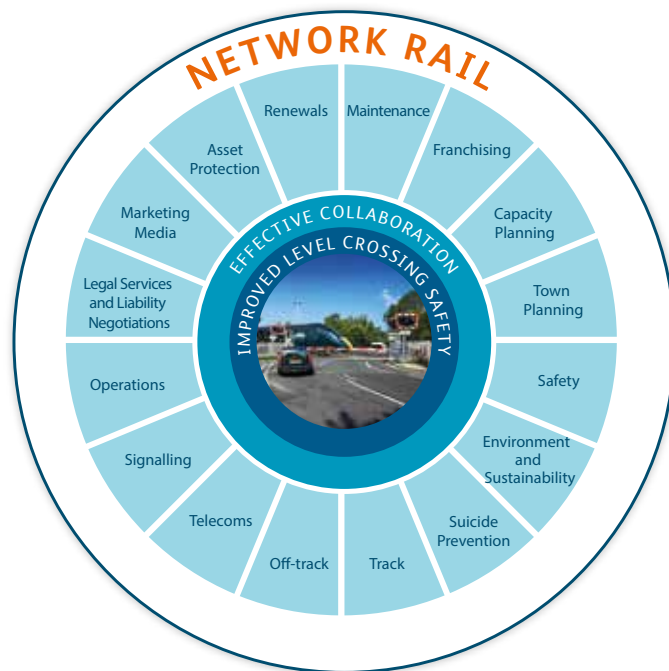 NETWORK RAIL
Renewals
Maintenance
Franchising
Capacity
Planning
Town
Planning
Safety
Environment
and
Sustainability
Suicide
Prevention
Track
Off-track
Telecoms
Signalling
Operations
Legal Services
and Liability
Negotiations
Marketing
Media
Asset
Protection
EFFECTIVE COLLABORATION
IMPROVED LEVEL CROSSING SAFETY